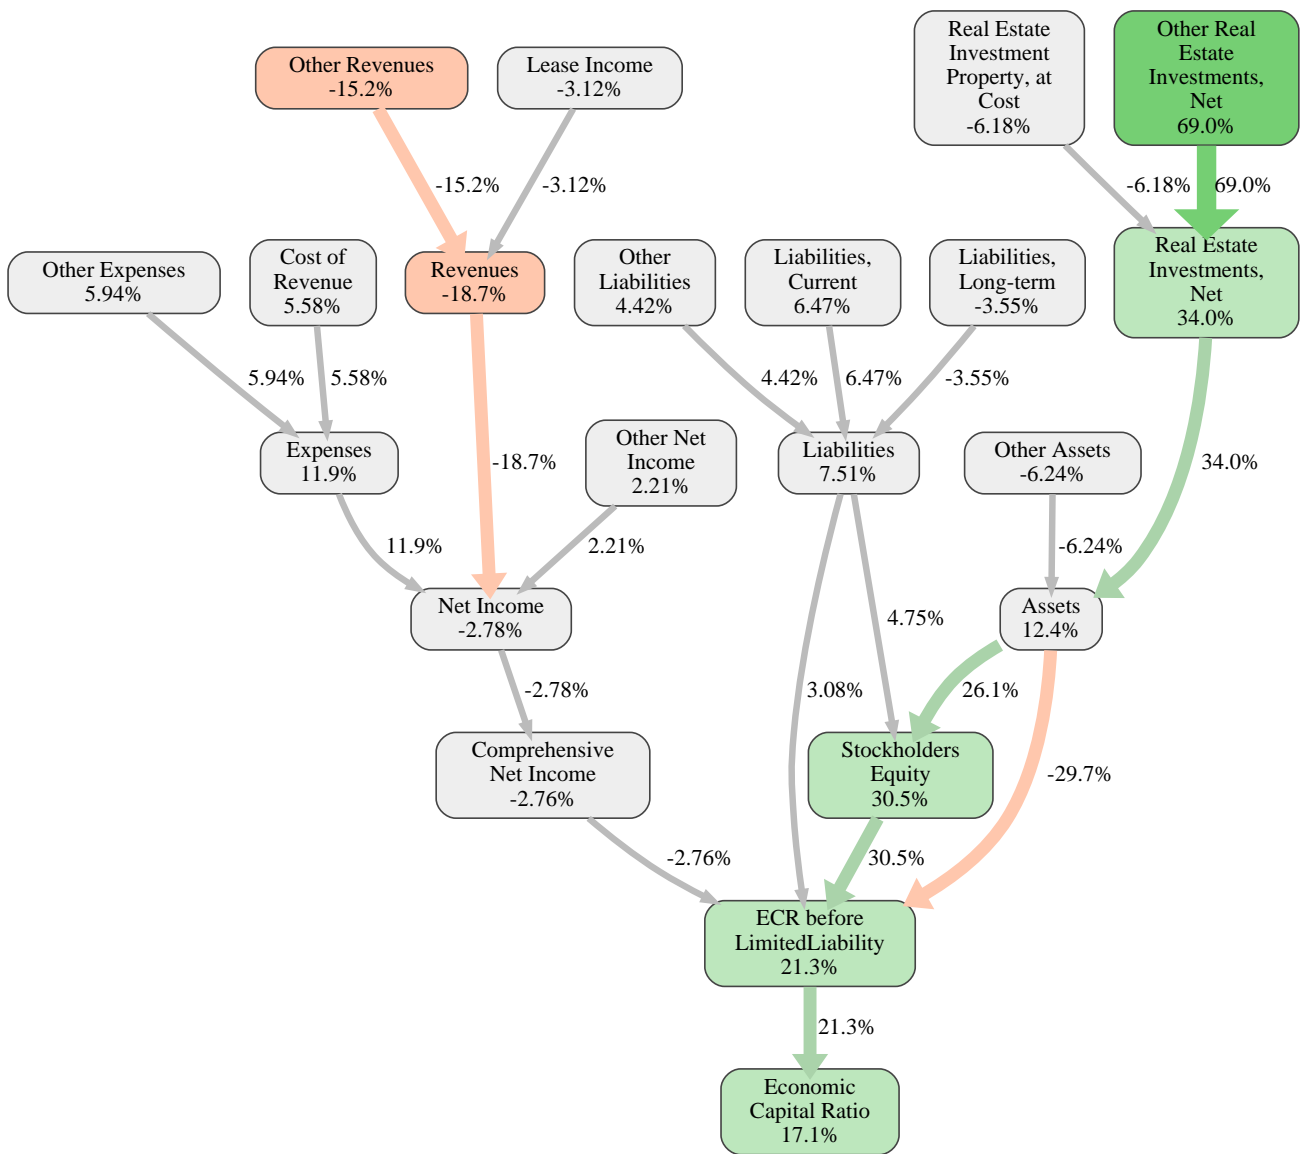 Other Revenues
-15.2%
Lease Income
-3.12%
Real Estate
Investment
Property, at
Cost
-6.18%
Other Real
Estate
Investments,
Net
69.0%
-15.2%
-3.12%
-6.18%
69.0%
Other Expenses
5.94%
Cost of
Revenue
5.58%
Revenues
-18.7%
Other
Liabilities
4.42%
Liabilities,
Current
6.47%
Liabilities,
Long-term
-3.55%
Real Estate
Investments,
Net
34.0%
5.94%
5.58%
4.42%
6.47%
-3.55%
Expenses
11.9%
-18.7%
Other Net
Income
2.21%
Liabilities
7.51%
Other Assets
-6.24%
34.0%
11.9%
2.21%
-6.24%
Net Income
-2.78%
4.75%
Assets
12.4%
-2.78%
3.08%
26.1%
Comprehensive
Net Income
-2.76%
Stockholders
Equity
30.5%
-29.7%
-2.76%
30.5%
ECR before
LimitedLiability
21.3%
21.3%
Economic
Capital Ratio
17.1%